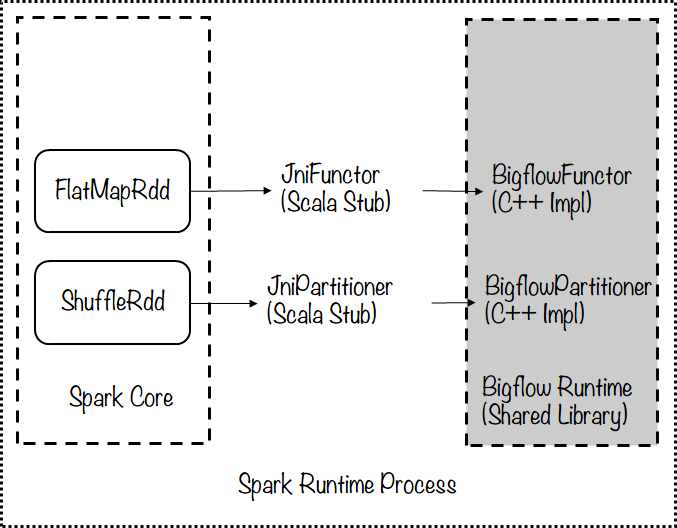 FlatMapRdd
JniFunctor
(Scala Stub)
BigflowFunctor
(C++ Impl)
ShuffleRdd
JniPartitioner
(Scala Stub)
BigflowPartitioner
(C++ Impl)
Spark Core
Bigflow Runtime
(Shared Library)
Spark Runtime Process